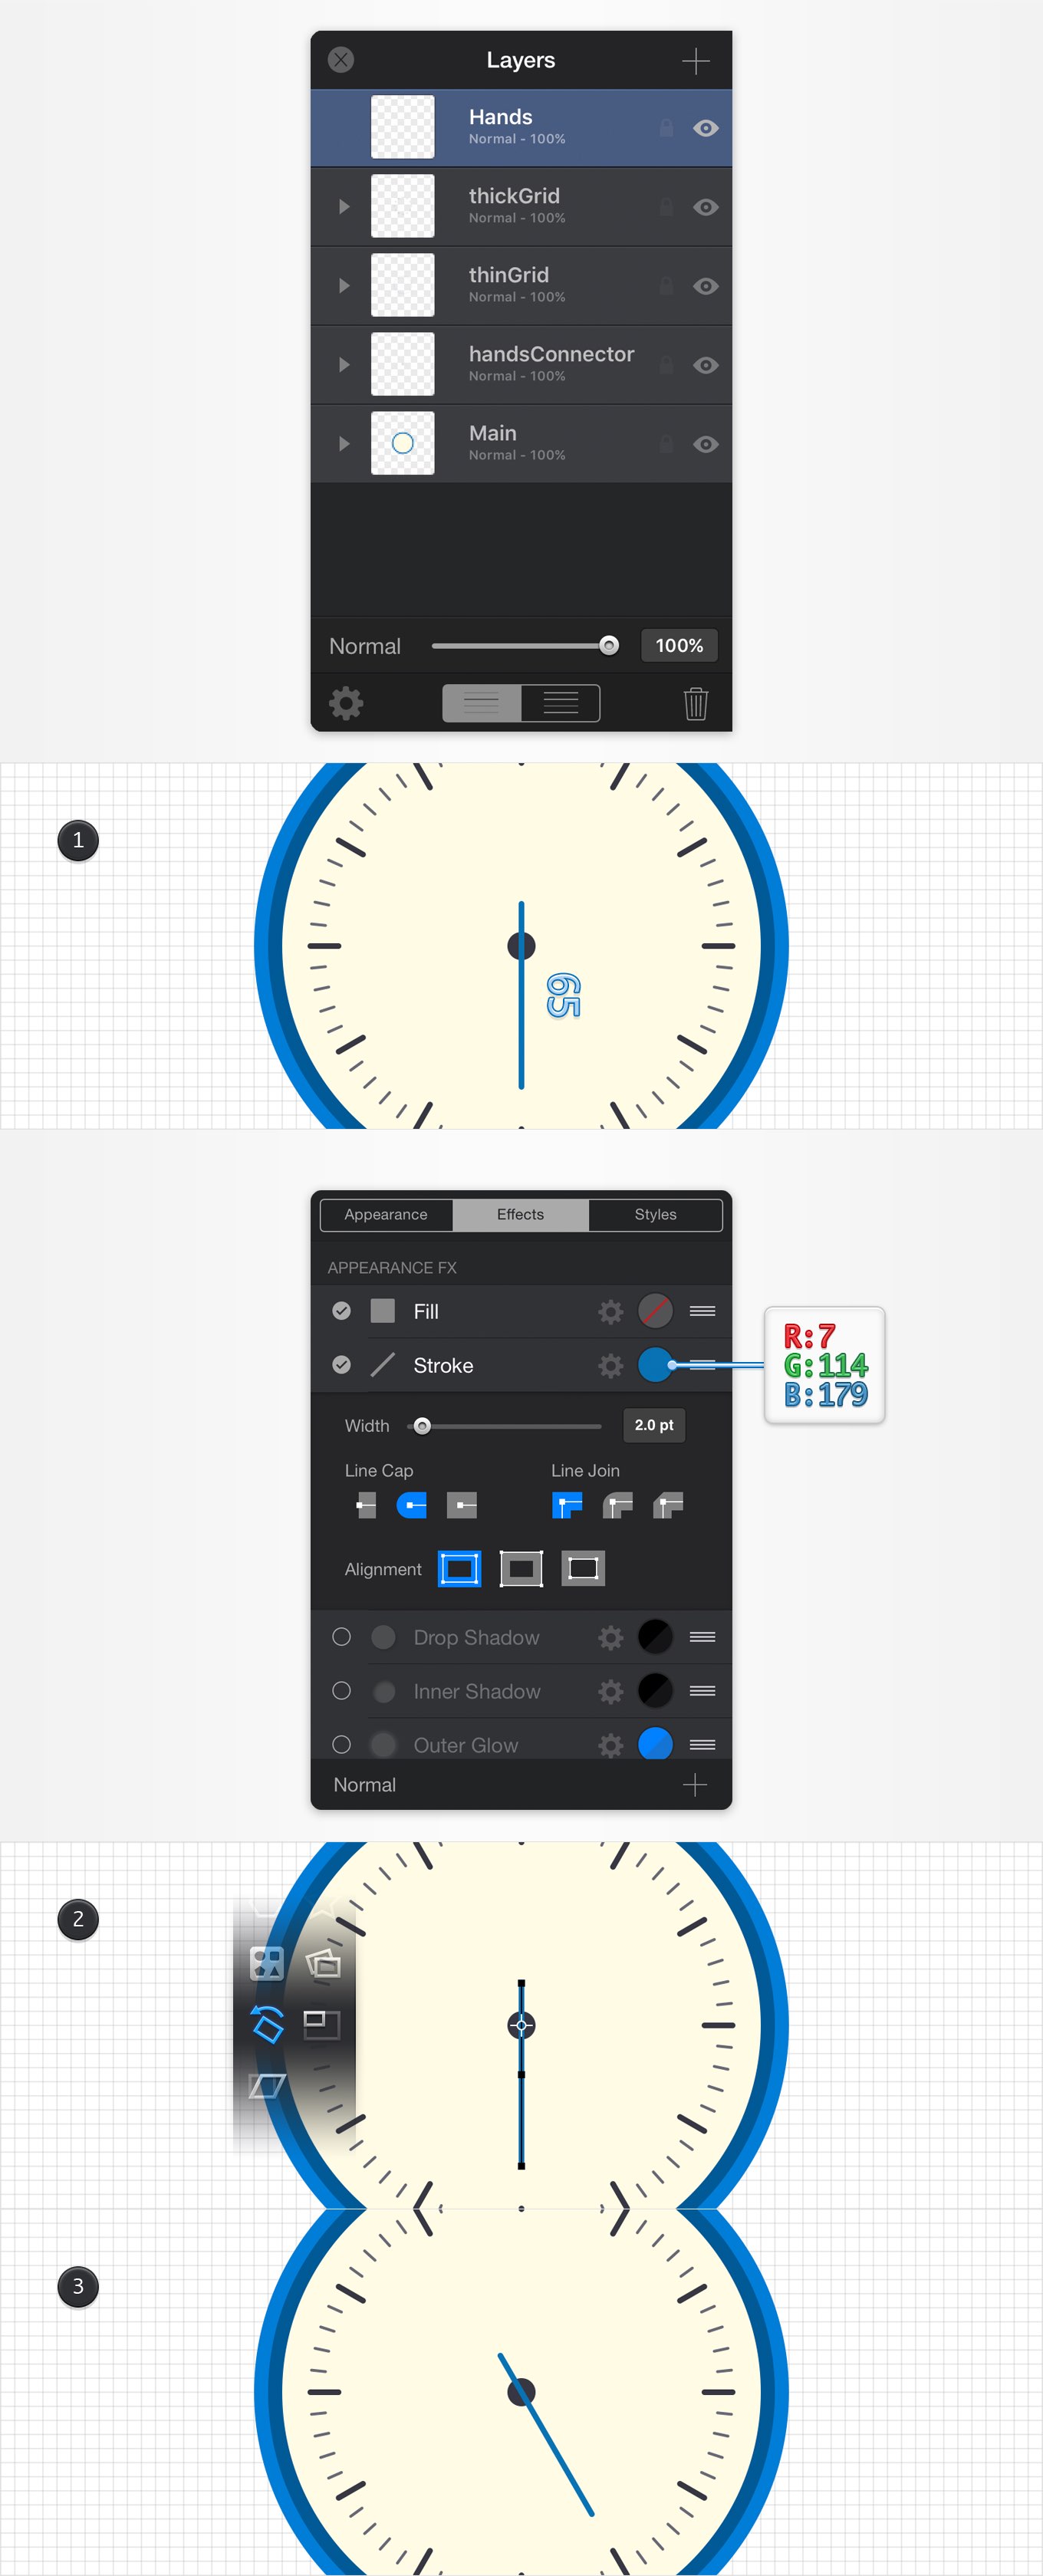 Layers
Hands
Normal - 100%
thickGrid
Normal - 100%
thinGrid
Normal - 100%
handsConnector
Normal - 100%
Main
Normal - 100%
Normal 100%
1
65
Appearance Effects Styles
APPEARANCE FX
Fill
Stroke
R:7
G:114
B:179
Width 2.0 pt
Line Cap Line Join
Alignment
Drop Shadow
Inner Shadow
Outer Glow
Normal
2
3